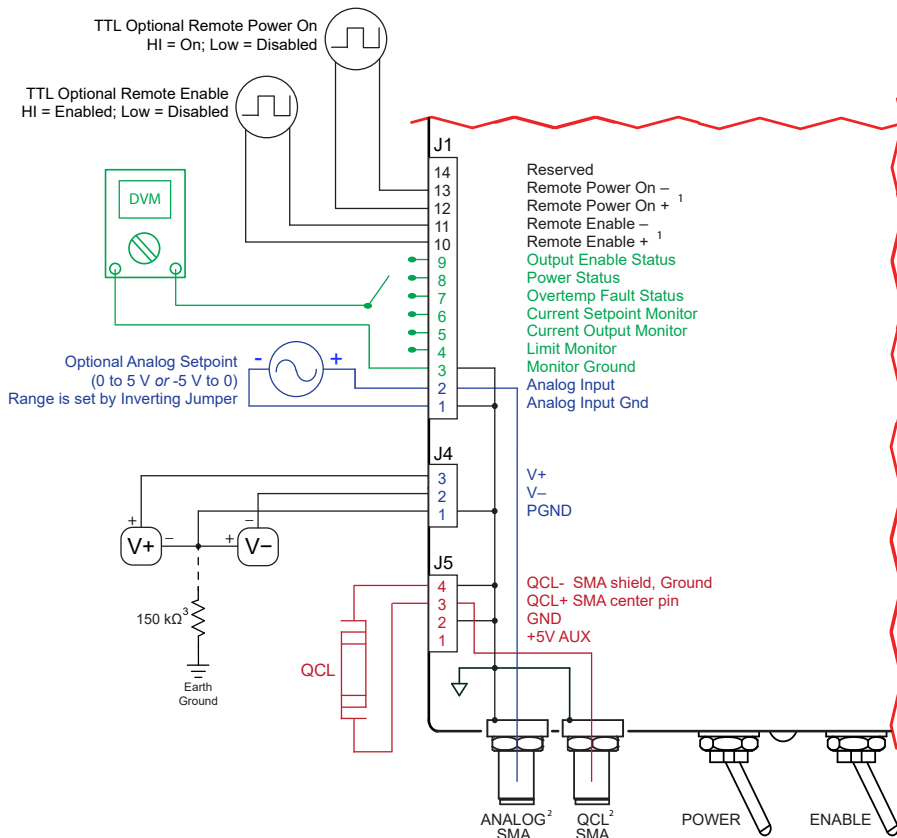 TTL Optional Remote Power On
HI = On; Low = Disabled
TTL Optional Remote Enable
HI = Enabled; Low = Disabled
J1
14 Reserved
13 Remote Power On –
12 Remote Power On + 1
11 Remote Enable –
10 Remote Enable + 1
9 Output Enable Status
8 Power Status
7 Overtemp Fault Status
6 Current Setpoint Monitor
5 Current Output Monitor
4 Limit Monitor
3 Monitor Ground
2 Analog Input
1 Analog Input Gnd
DVM
Optional Analog Setpoint
(0 to 5 V or -5 V to 0)
Range is set by Inverting Jumper
- +
J4
3 V+
2 V–
1 PGND
+ V+ –
+ V− –
J5
4 QCL- SMA shield, Ground
3 QCL+ SMA center pin
2 GND
1 +5V AUX
150 kΩ3
Earth
Ground
QCL
ANALOG2
SMA
QCL2
SMA
POWER
ENABLE